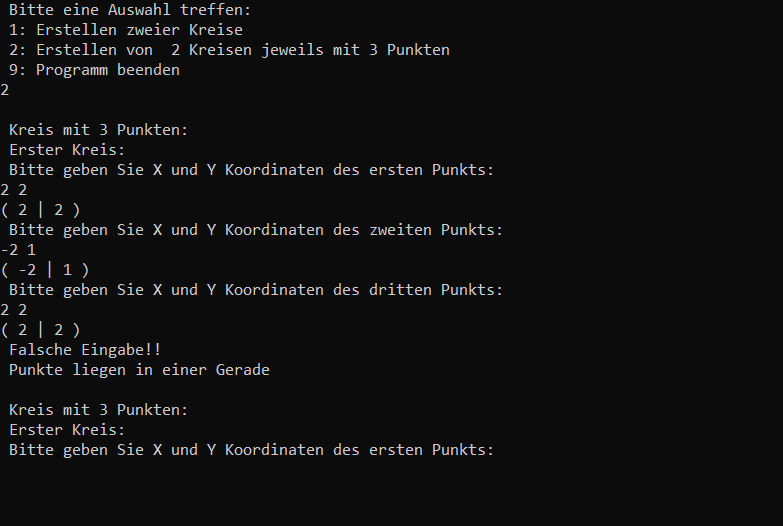 Bitte eine Auswahl treffen:
1: Erstellen zweier Kreise
2: Erstellen von  2 Kreisen jeweils mit 3 Punkten
9: Programm beenden
2
Kreis mit 3 Punkten:
Erster Kreis:
Bitte geben Sie X und Y Koordinaten des ersten Punkts:
2 2
( 2 | 2 )
Bitte geben Sie X und Y Koordinaten des zweiten Punkts:
-2 1
( -2 | 1 )
Bitte geben Sie X und Y Koordinaten des dritten Punkts:
2 2
( 2 | 2 )
Falsche Eingabe!!
Punkte liegen in einer Gerade
Kreis mit 3 Punkten:
Erster Kreis:
Bitte geben Sie X und Y Koordinaten des ersten Punkts: